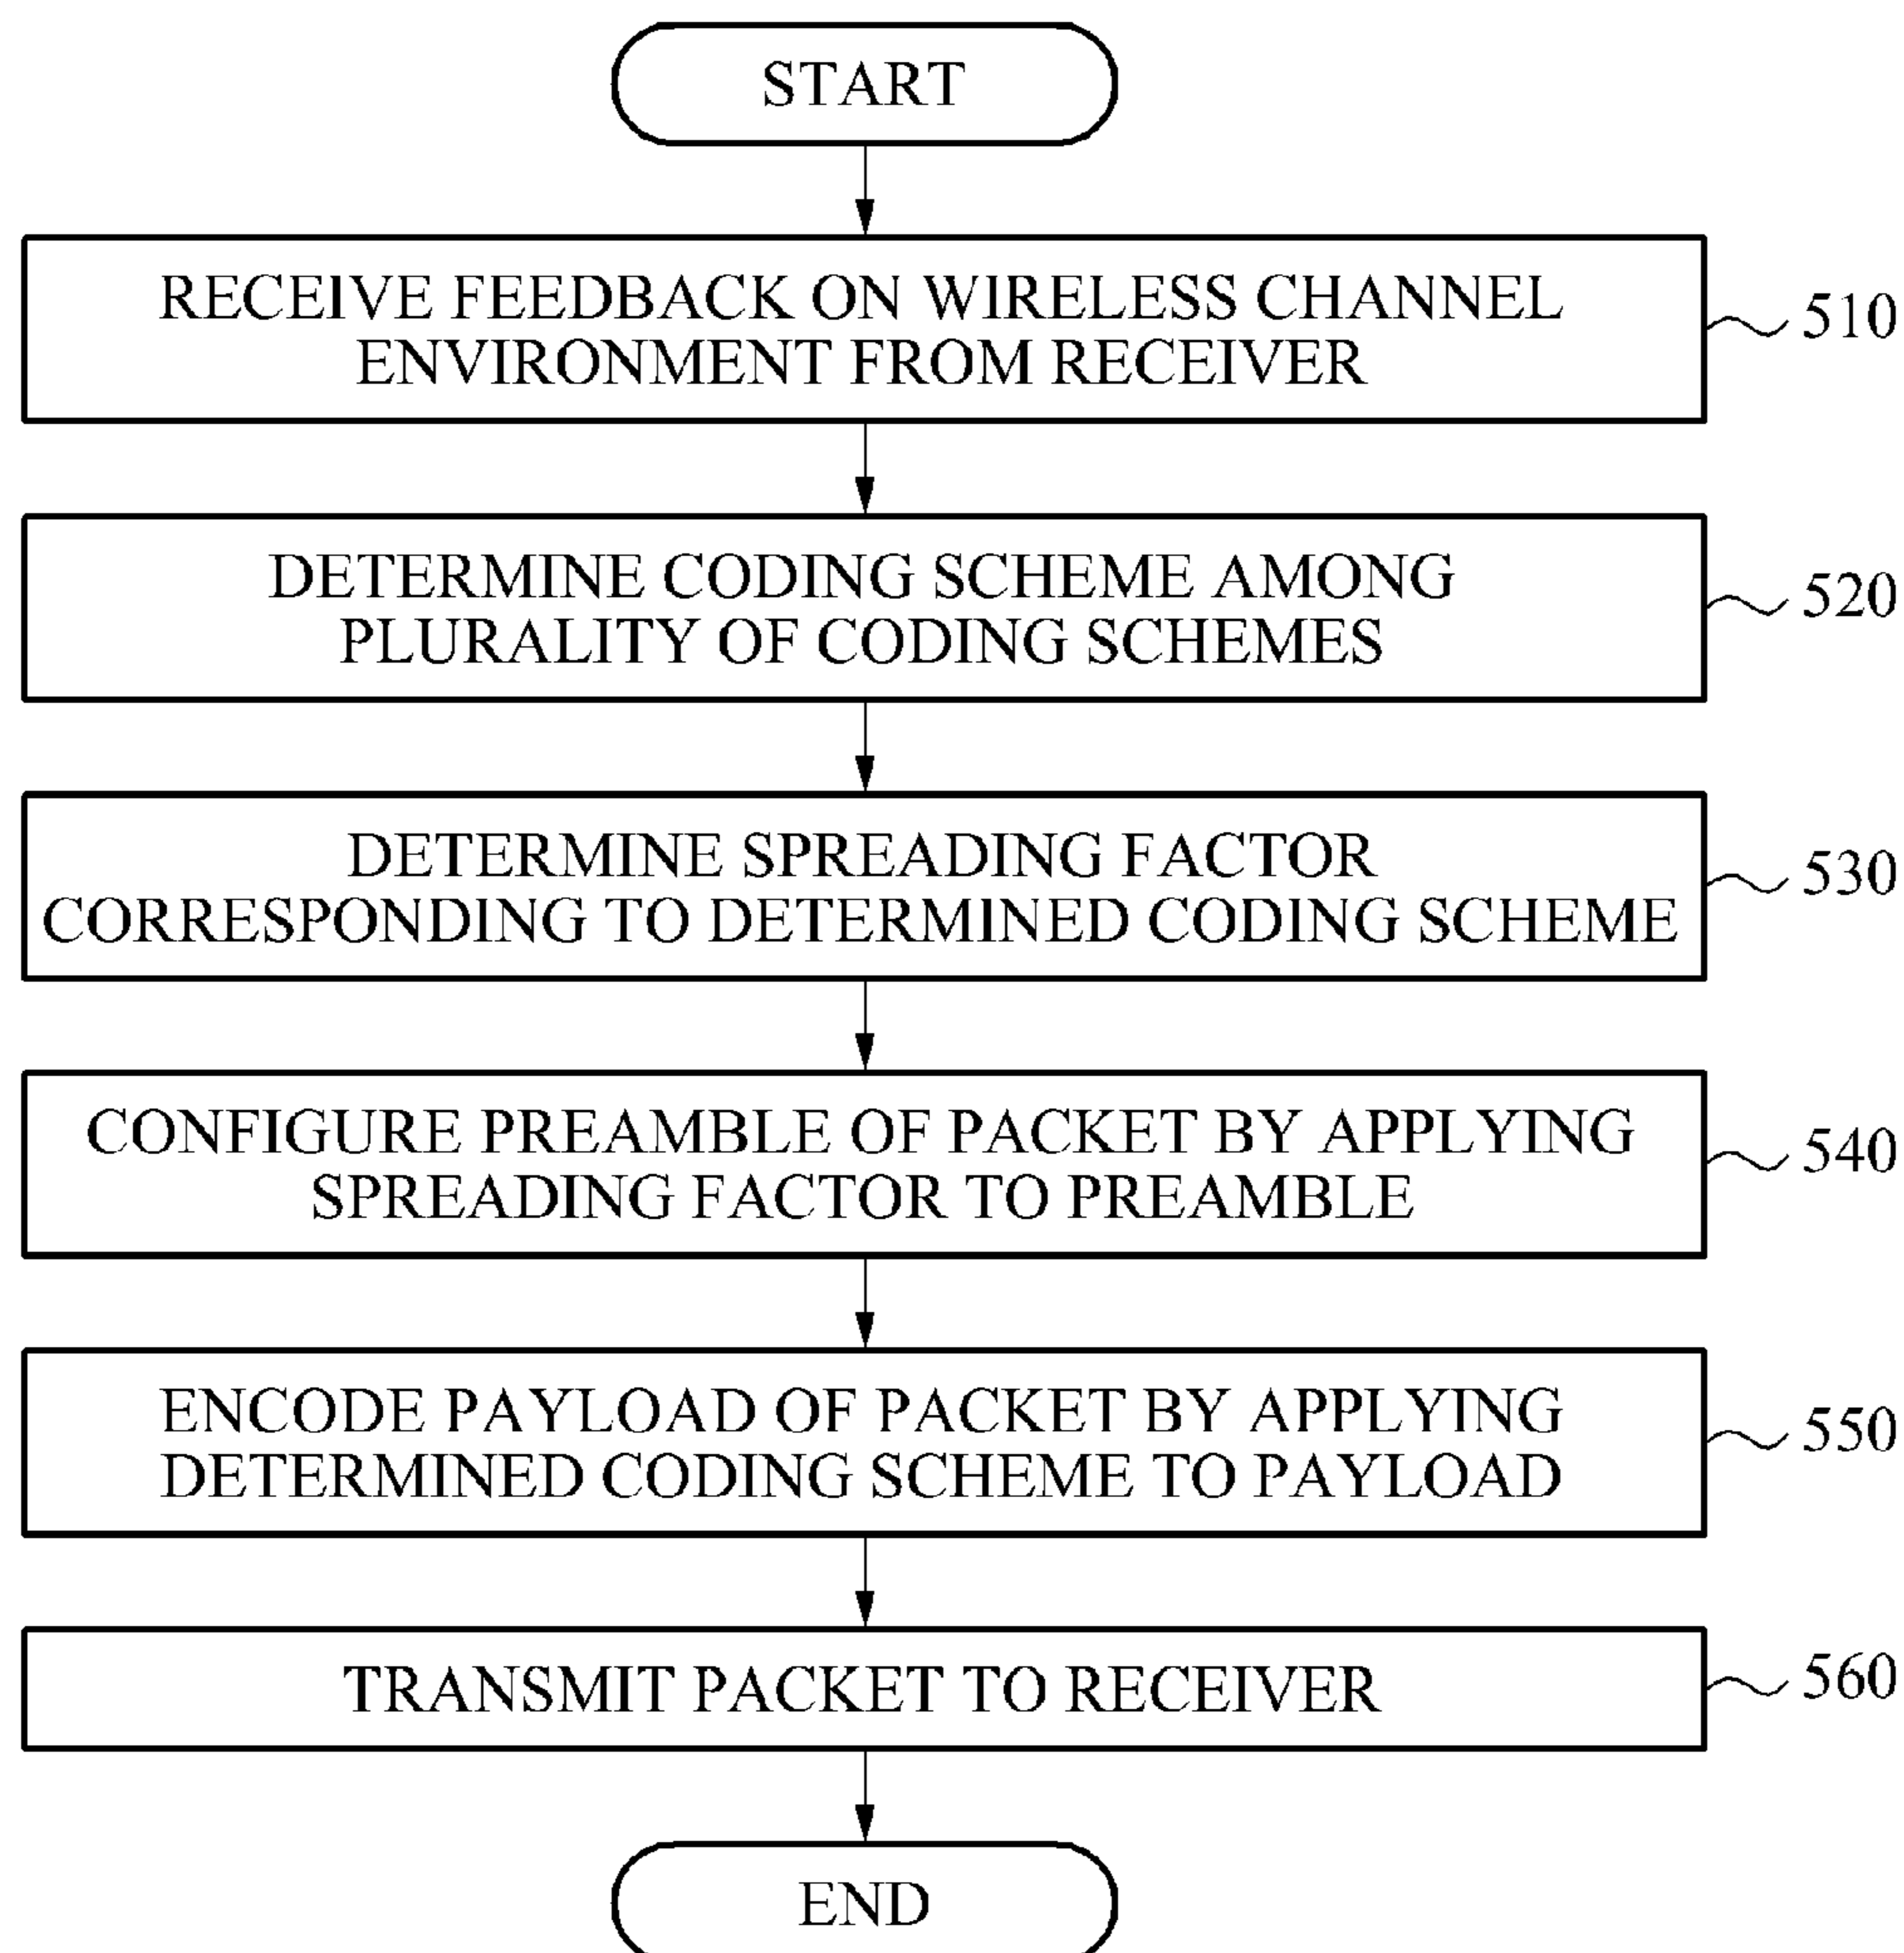 START
RECEIVE FEEDBACK ON WIRELESS CHANNEL
ENVIRONMENT FROM RECEIVER
510
DETERMINE CODING SCHEME AMONG
PLURALITY OF CODING SCHEMES
520
DETERMINE SPREADING FACTOR
CORRESPONDING TO DETERMINED CODING SCHEME
530
CONFIGURE PREAMBLE OF PACKET BY APPLYING
SPREADING FACTOR TO PREAMBLE
540
ENCODE PAYLOAD OF PACKET BY APPLYING
DETERMINED CODING SCHEME TO PAYLOAD
550
TRANSMIT PACKET TO RECEIVER
560
END